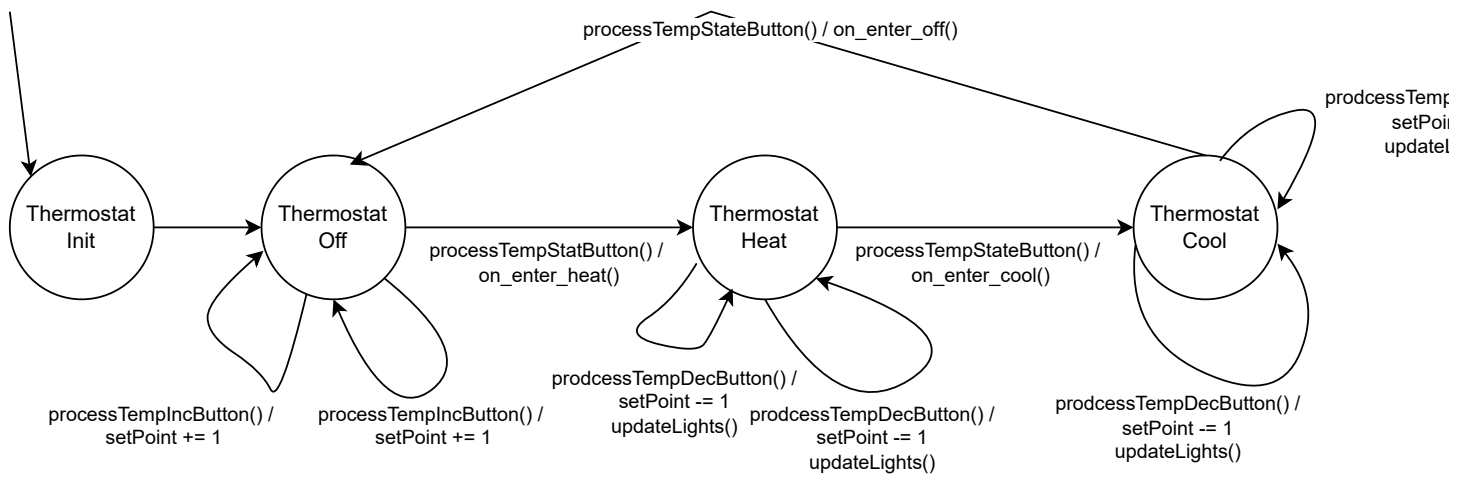 processTempStateButton() / on_enter_off()
prodcessTemp
setPoi
updateL
Thermostat
Init
Thermostat
Off
Thermostat
Heat
Thermostat
Cool
processTempStatButton() /
on_enter_heat()
processTempStateButton() /
on_enter_cool()
processTempIncButton() /
setPoint += 1
processTempIncButton() /
setPoint += 1
prodcessTempDecButton() /
setPoint -= 1
updateLights()
prodcessTempDecButton() /
setPoint -= 1
updateLights()
prodcessTempDecButton() /
setPoint -= 1
updateLights()